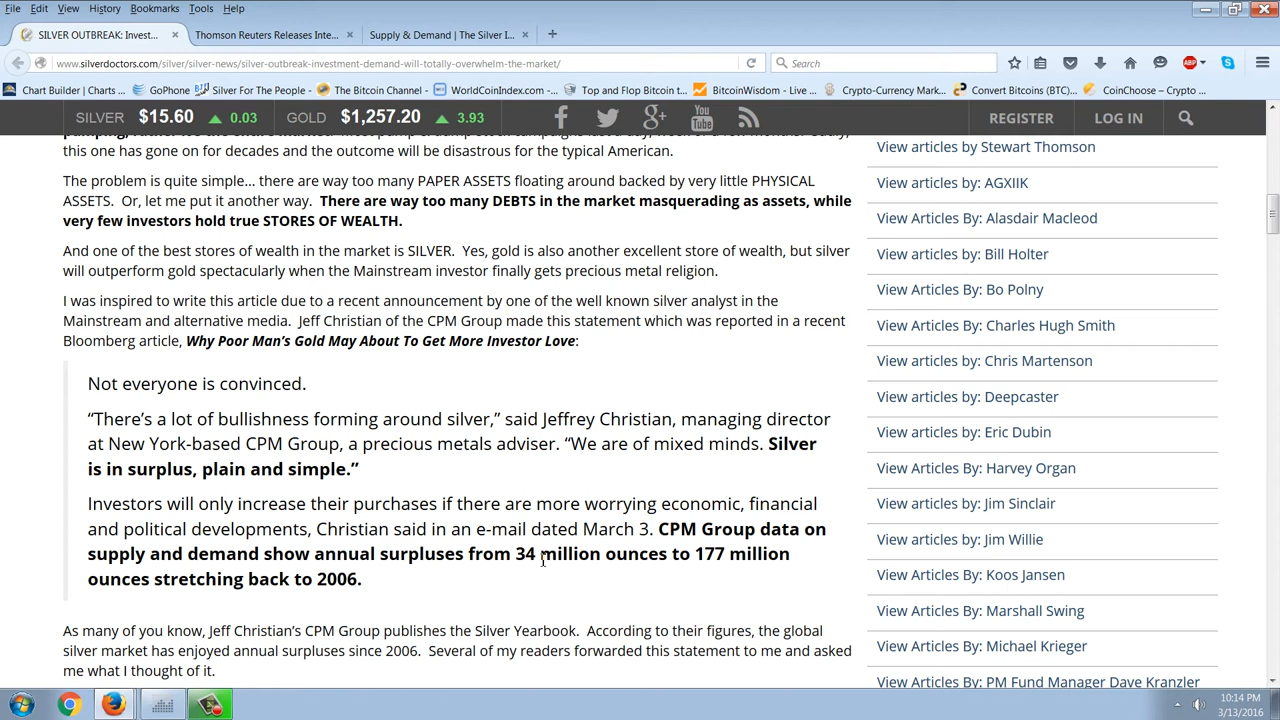 File Edit View History Bookmarks Tools Help
SILVER OUTBREAK: Invest... × Thomson Reuters Releases Inte... × Supply & Demand | The Silver I... × +
www.silverdoctors.com/silver/silver-news/silver-outbreak-investment-demand-will-totally-overwhelm-the-market/ Search ABP
Chart Builder | Charts ... GoPhone Silver For The People - The Bitcoin Channel - WorldCoinIndex.com -... Top and Flop Bitcoin t... BitcoinWisdom - Live ... Crypto-Currency Mark... Convert Bitcoins (BTC)... CoinChoose – Crypto ...
SILVER $15.60 0.03 GOLD $1,257.20 3.93 REGISTER LOG IN
this one has gone on for decades and the outcome will be disastrous for the typical American.
The problem is quite simple... there are way too many PAPER ASSETS floating around backed by very little PHYSICAL
ASSETS. Or, let me put it another way. There are way too many DEBTS in the market masquerading as assets, while
very few investors hold true STORES OF WEALTH.
And one of the best stores of wealth in the market is SILVER. Yes, gold is also another excellent store of wealth, but silver
will outperform gold spectacularly when the Mainstream investor finally gets precious metal religion.
I was inspired to write this article due to a recent announcement by one of the well known silver analyst in the
Mainstream and alternative media. Jeff Christian of the CPM Group made this statement which was reported in a recent
Bloomberg article, Why Poor Man's Gold May About To Get More Investor Love:
Not everyone is convinced.
“There’s a lot of bullishness forming around silver,” said Jeffrey Christian, managing director
at New York-based CPM Group, a precious metals adviser. “We are of mixed minds. Silver
is in surplus, plain and simple.”
Investors will only increase their purchases if there are more worrying economic, financial
and political developments, Christian said in an e-mail dated March 3. CPM Group data on
supply and demand show annual surpluses from 34 million ounces to 177 million
ounces stretching back to 2006.
As many of you know, Jeff Christian’s CPM Group publishes the Silver Yearbook. According to their figures, the global
silver market has enjoyed annual surpluses since 2006. Several of my readers forwarded this statement to me and asked
me what I thought of it.
View articles by Stewart Thomson
View articles by: AGXIIK
View Articles By: Alasdair Macleod
View articles by: Bill Holter
View Articles By: Bo Polny
View Articles By: Charles Hugh Smith
View Articles By: Chris Martenson
View articles by: Deepcaster
View Articles By: Eric Dubin
View Articles By: Harvey Organ
View articles by: Jim Sinclair
View articles by: Jim Willie
View Articles By: Koos Jansen
View articles by: Marshall Swing
View Articles By: Michael Krieger
View Articles By: PM Fund Manager Dave Kranzler
10:14 PM
3/13/2016